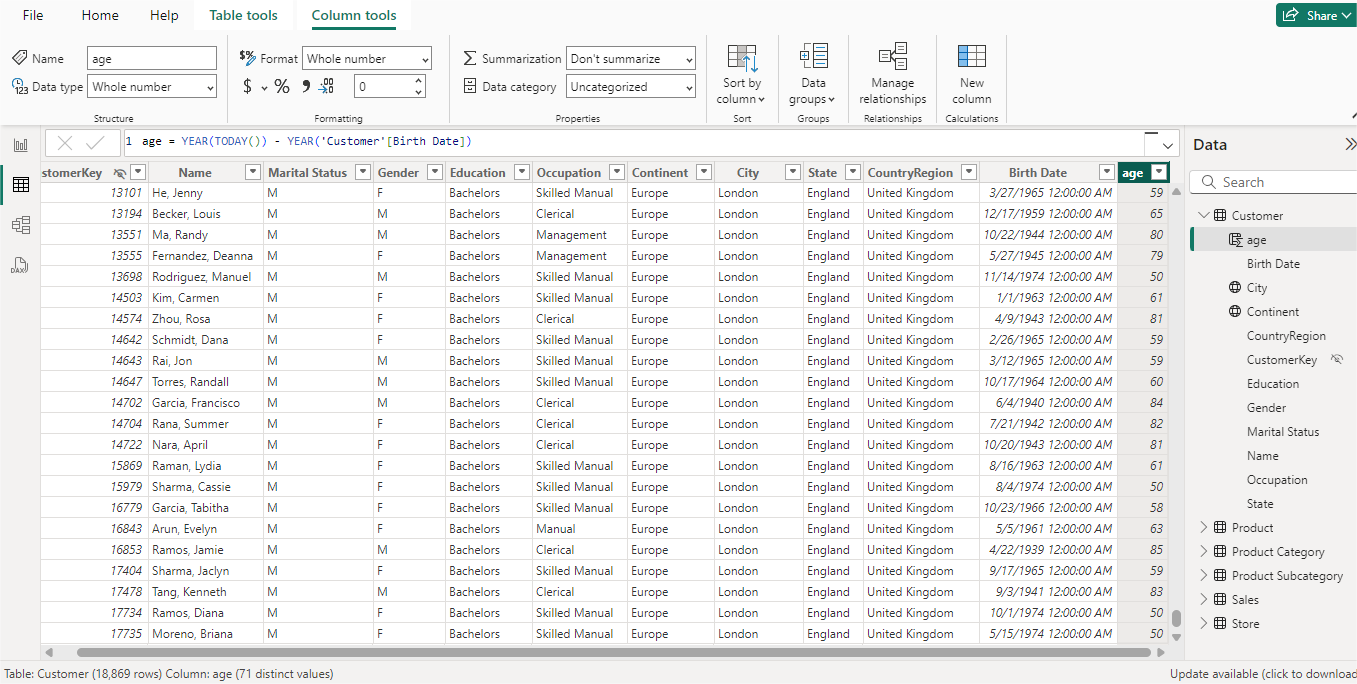 File Home Help Table tools Column tools Share
Name age $% Format Whole number Σ Summarization Don't summarize
Data type Whole number $ % 0 Data category Uncategorized
Sort by column Data groups Manage relationships New column
Structure Formatting Properties Sort Groups Relationships Calculations
1 age = YEAR(TODAY()) - YEAR('Customer'[Birth Date])
stomerKey Name Marital Status Gender Education Occupation Continent City State CountryRegion Birth Date age
13101 He, Jenny M F Bachelors Skilled Manual Europe London England United Kingdom 3/27/1965 12:00:00 AM 59
13194 Becker, Louis M M Bachelors Clerical Europe London England United Kingdom 12/17/1959 12:00:00 AM 65
13551 Ma, Randy M M Bachelors Management Europe London England United Kingdom 10/22/1944 12:00:00 AM 80
13555 Fernandez, Deanna M F Bachelors Management Europe London England United Kingdom 5/27/1945 12:00:00 AM 79
13698 Rodriguez, Manuel M M Bachelors Skilled Manual Europe London England United Kingdom 11/14/1974 12:00:00 AM 50
14503 Kim, Carmen M F Bachelors Skilled Manual Europe London England United Kingdom 1/1/1963 12:00:00 AM 61
14574 Zhou, Rosa M F Bachelors Clerical Europe London England United Kingdom 4/9/1943 12:00:00 AM 81
14642 Schmidt, Dana M F Bachelors Skilled Manual Europe London England United Kingdom 2/26/1965 12:00:00 AM 59
14643 Rai, Jon M M Bachelors Skilled Manual Europe London England United Kingdom 3/12/1965 12:00:00 AM 59
14647 Torres, Randall M M Bachelors Skilled Manual Europe London England United Kingdom 10/17/1964 12:00:00 AM 60
14702 Garcia, Francisco M M Bachelors Clerical Europe London England United Kingdom 6/4/1940 12:00:00 AM 84
14704 Rana, Summer M F Bachelors Clerical Europe London England United Kingdom 7/21/1942 12:00:00 AM 82
14722 Nara, April M F Bachelors Clerical Europe London England United Kingdom 10/20/1943 12:00:00 AM 81
15869 Raman, Lydia M F Bachelors Skilled Manual Europe London England United Kingdom 8/16/1963 12:00:00 AM 61
15979 Sharma, Cassie M F Bachelors Skilled Manual Europe London England United Kingdom 8/4/1974 12:00:00 AM 50
16779 Garcia, Tabitha M F Bachelors Skilled Manual Europe London England United Kingdom 10/23/1966 12:00:00 AM 58
16843 Arun, Evelyn M F Bachelors Manual Europe London England United Kingdom 5/5/1961 12:00:00 AM 63
16853 Ramos, Jamie M M Bachelors Clerical Europe London England United Kingdom 4/22/1939 12:00:00 AM 85
17404 Sharma, Jaclyn M F Bachelors Skilled Manual Europe London England United Kingdom 9/17/1965 12:00:00 AM 59
17478 Tang, Kenneth M M Bachelors Clerical Europe London England United Kingdom 9/3/1941 12:00:00 AM 83
17734 Ramos, Diana M F Bachelors Skilled Manual Europe London England United Kingdom 10/1/1974 12:00:00 AM 50
17735 Moreno, Briana M F Bachelors Skilled Manual Europe London England United Kingdom 5/15/1974 12:00:00 AM 50
Data
Search
Customer
age
Birth Date
City
Continent
CountryRegion
CustomerKey
Education
Gender
Marital Status
Name
Occupation
State
Product
Product Category
Product Subcategory
Sales
Store
Table: Customer (18,869 rows) Column: age (71 distinct values) Update available (click to download